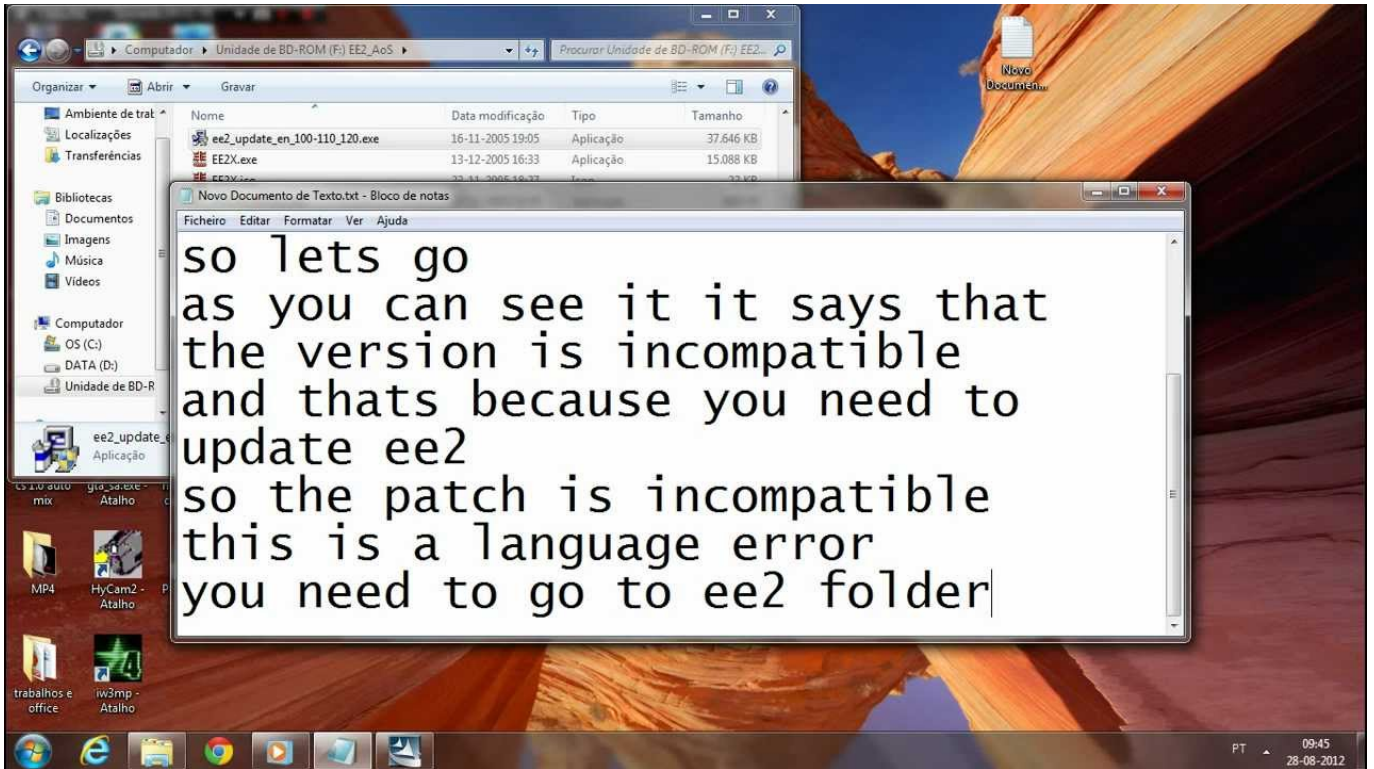 Computador ▸ Unidade de BD-ROM (F:) EE2_AoS ▸
Procurar Unidade de BD-ROM (F:) EE2...
Organizar
Abrir
Gravar
Nome
Data modificação
Tipo
Tamanho
ee2_update_en_100-110_120.exe
16-11-2005 19:05
Aplicação
37.646 KB
EE2X.exe
13-12-2005 16:33
Aplicação
15.088 KB
Ambiente de trat
Localizações
Transferências
Bibliotecas
Documentos
Imagens
Música
Vídeos
Computador
OS (C:)
DATA (D:)
Unidade de BD-R
ee2_update_e
Aplicação
Novo
Documen...
Novo Documento de Texto.txt - Bloco de notas
Ficheiro Editar Formatar Ver Ajuda
so lets go
as you can see it it says that
the version is incompatible
and thats because you need to
update ee2
so the patch is incompatible
this is a language error
you need to go to ee2 folder
mix
Atalho
MP4
HyCam2 -
Atalho
trabalhos e
office
iw3mp -
Atalho
PT
09:45
28-08-2012